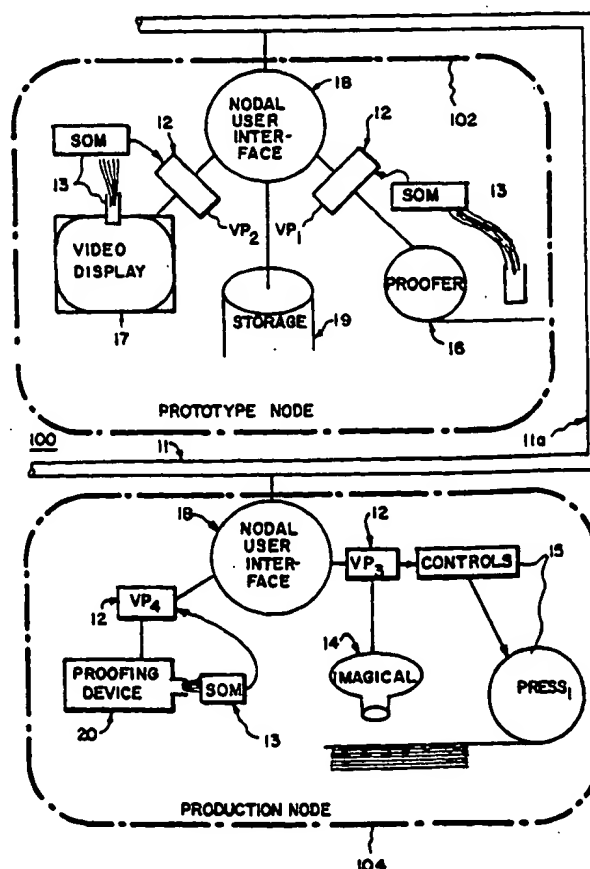 18
102
NODAL
USER
INTER-
FACE
12
12
SOM
13
VP2
VP1
SOM
13
VIDEO
DISPLAY
17
STORAGE
19
PROOFER
16
PROTOTYPE NODE
100
11
11a
18
NODAL
USER
INTER-
FACE
12
VP3
CONTROLS
15
12
VP4
14
IMAGICAL
PRESS1
PROOFING
DEVICE
SOM
20
13
PRODUCTION NODE
104